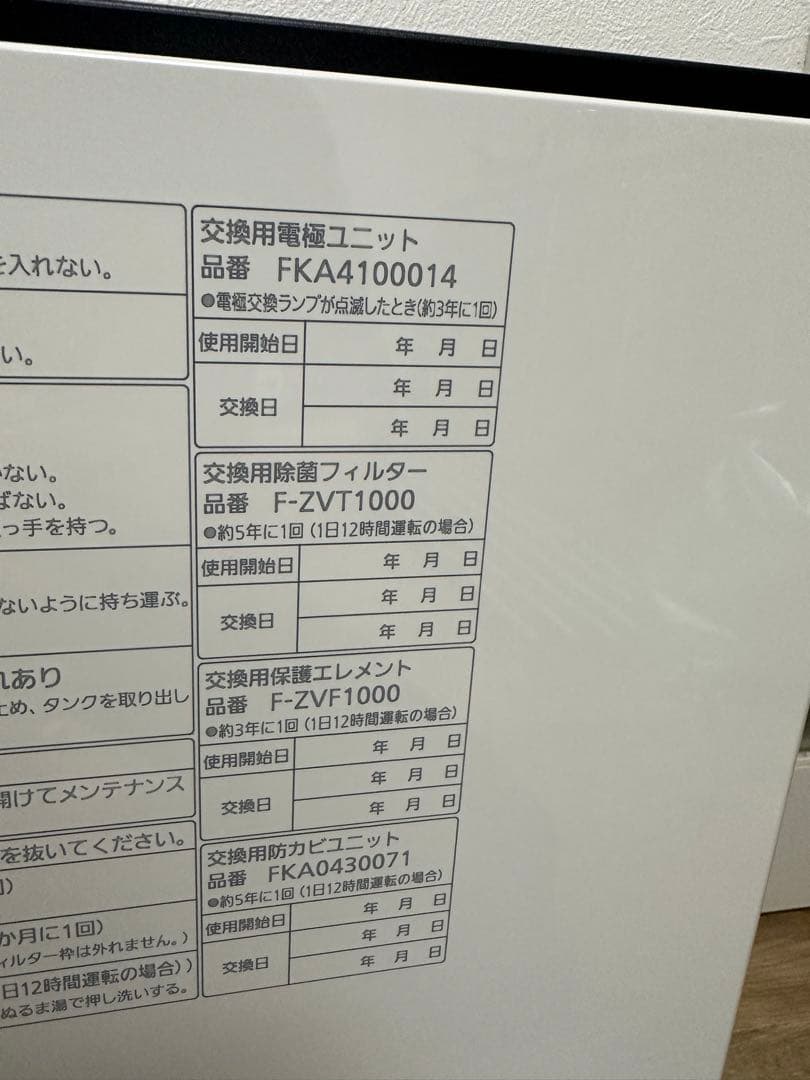 を入れない。
い。
ない。
ばない。
っ手を持つ。
ないように持ち運ぶ。
れあり
止め、タンクを取り出し
開けてメンテナンス
を抜いてください。
か月に1回)
ィルター枠は外れません。)
日12時間運転の場合))
ぬるま湯で押し洗いする。
交換用電極ユニット
品番 FKA4100014
●電極交換ランプが点滅したとき(約3年に1回)
使用開始日 年 月 日
交換日 年 月 日
年 月 日
交換用除菌フィルター
品番 F-ZVT1000
●約5年に1回 (1日12時間運転の場合)
使用開始日 年 月 日
交換日 年 月 日
年 月 日
交換用保護エレメント
品番 F-ZVF1000
●約3年に1回 (1日12時間運転の場合)
使用開始日 年 月 日
交換日 年 月 日
年 月 日
交換用防カビユニット
品番 FKA0430071
●約5年に1回 (1日12時間運転の場合)
使用開始日 年 月 日
交換日 年 月 日
年 月 日